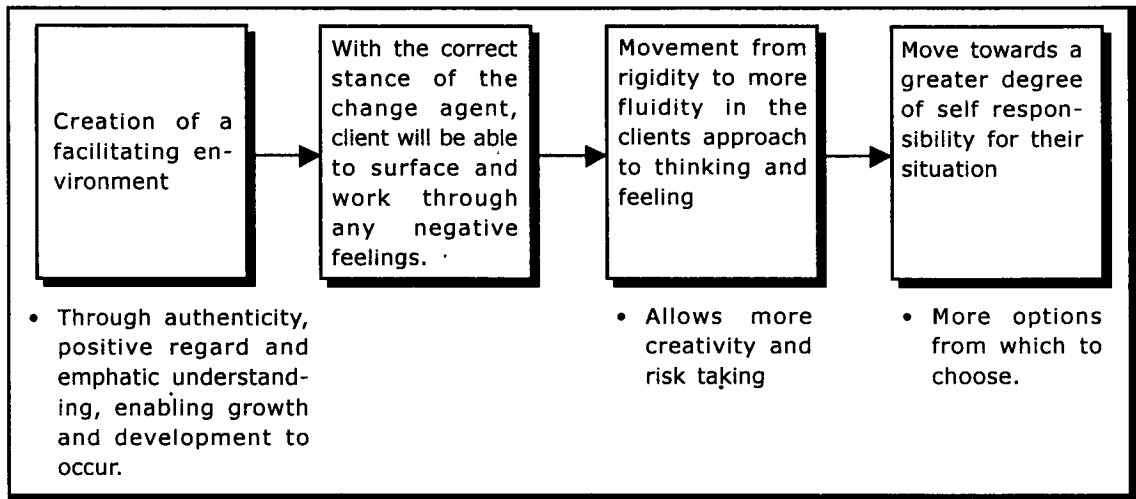 Creation of a
facilitating en-
vironment
With the correct
stance of the
change agent,
client will be able
to surface and
work through
any negative
feelings.
Movement from
rigidity to more
fluidity in the
clients approach
to thinking and
feeling
Move towards a
greater degree
of self respon-
sibility for their
situation
• Through authenticity,
positive regard and
emphatic understand-
ing, enabling growth
and development to
occur.
• Allows more
creativity and
risk taking
• More options
from which to
choose.